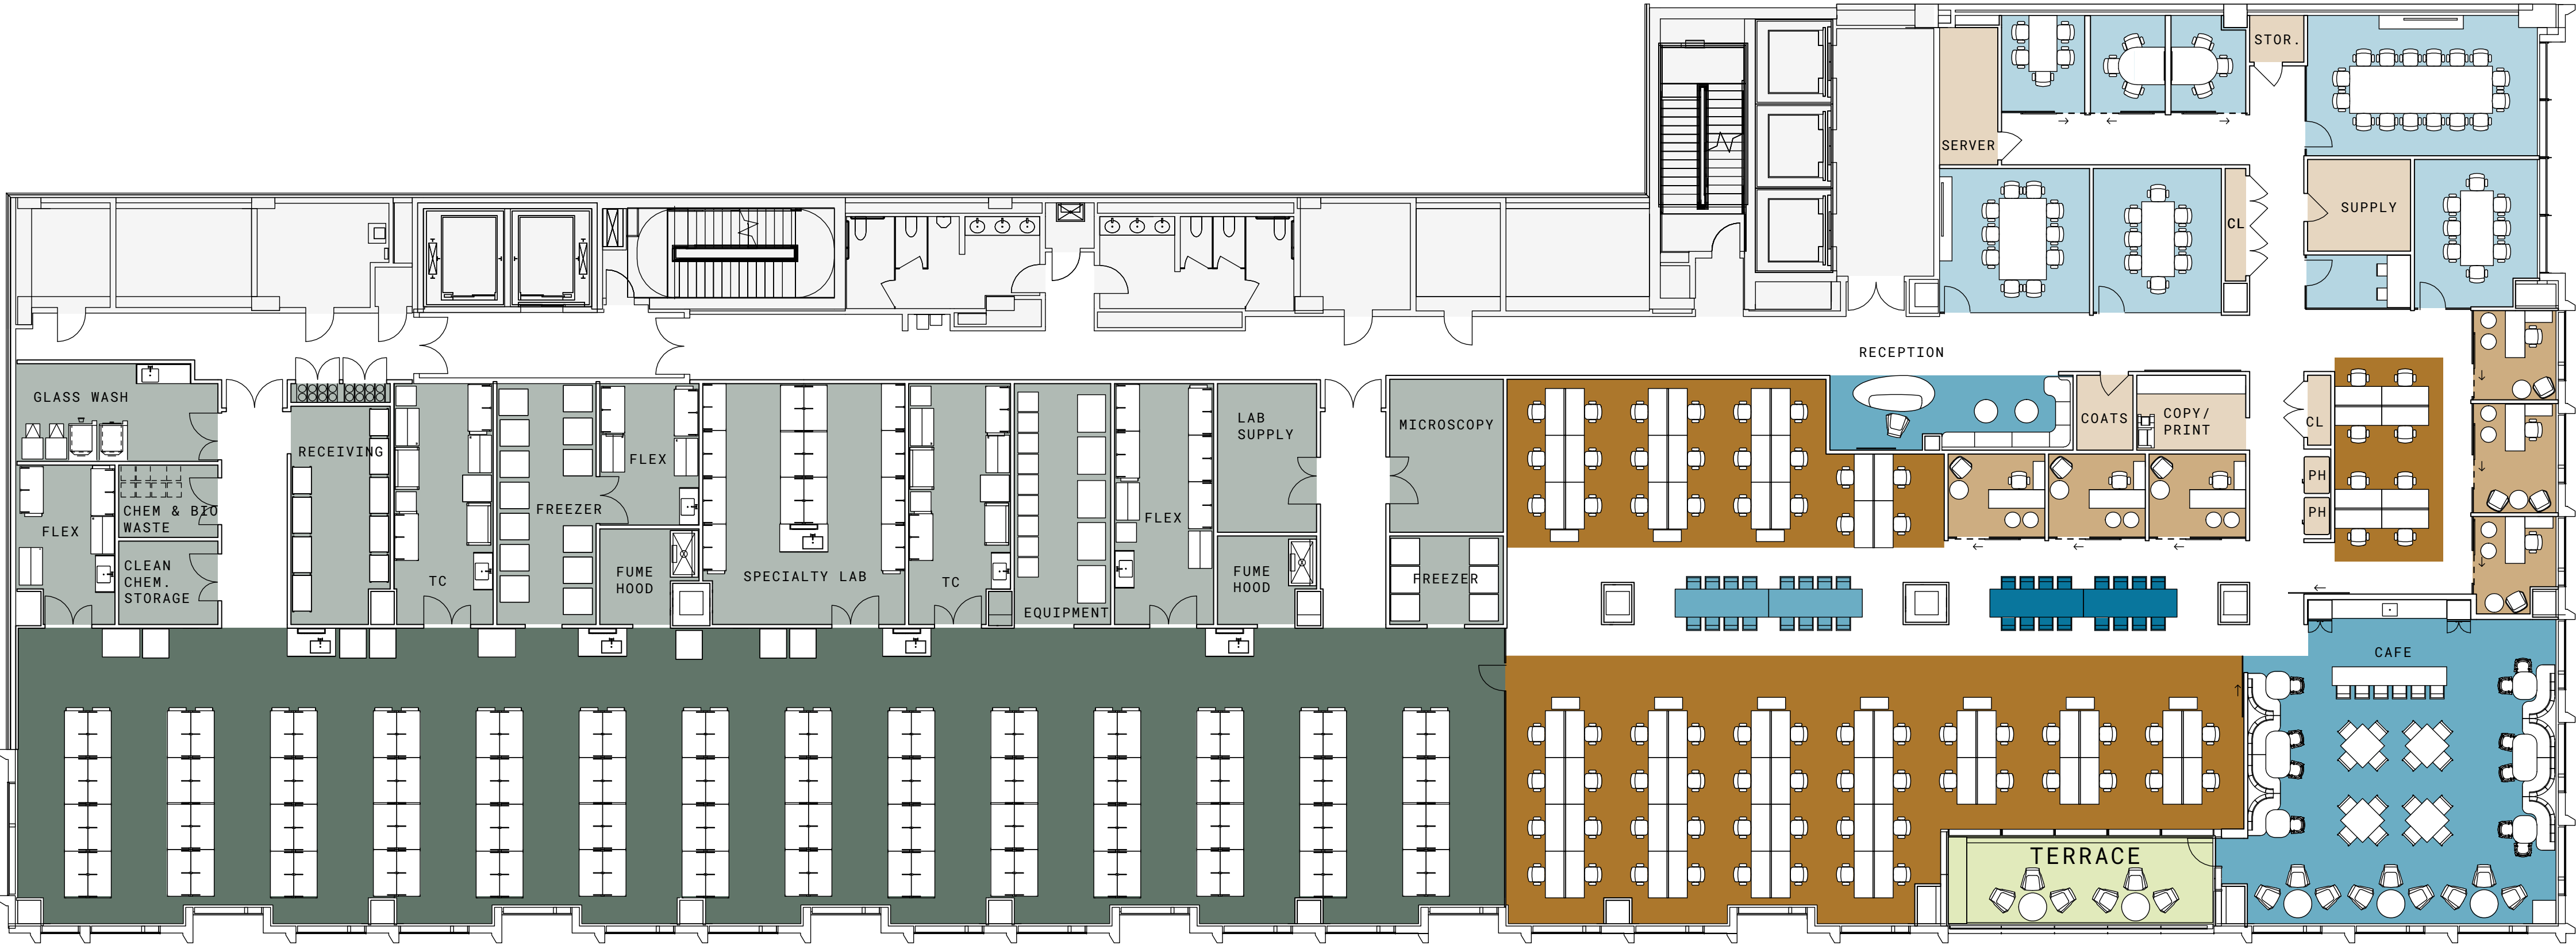 STOR.
SERVER
SUPPLY
CL
RECEPTION
GLASS WASH
RECEIVING
FLEX
CHEM & BIO
WASTE
CLEAN
CHEM.
STORAGE
TC
FREEZER
FLEX
FUME
HOOD
SPECIALTY LAB
TC
EQUIPMENT
FLEX
LAB
SUPPLY
FUME
HOOD
MICROSCOPY
FREEZER
COATS
COPY/
PRINT
CL
PH
PH
CAFE
TERRACE